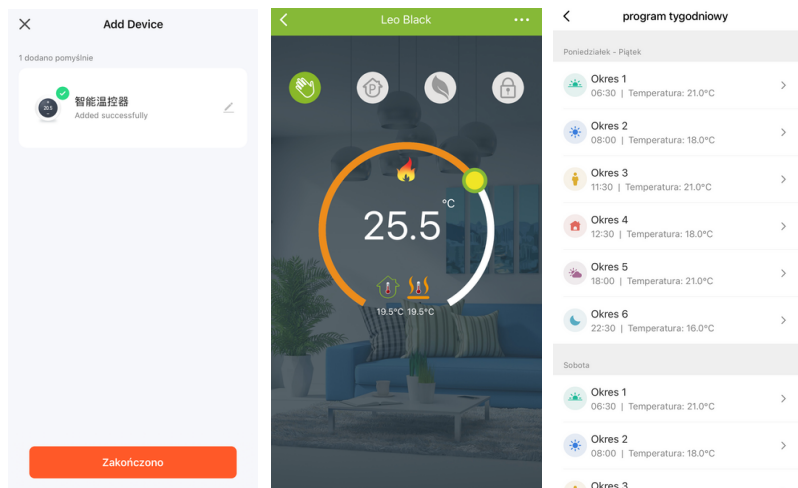 Add Device
1 dodano pomyślnie
智能温控器
Added successfully
Zakończono
Leo Black
P
°C
25.5
19.5°C 19.5°C
program tygodniowy
Poniedziałek - Piątek
Okres 1
06:30 | Temperatura: 21.0°C
Okres 2
08:00 | Temperatura: 18.0°C
Okres 3
11:30 | Temperatura: 21.0°C
Okres 4
12:30 | Temperatura: 18.0°C
Okres 5
18:00 | Temperatura: 21.0°C
Okres 6
22:30 | Temperatura: 16.0°C
Sobota
Okres 1
06:30 | Temperatura: 21.0°C
Okres 2
08:00 | Temperatura: 18.0°C
Okres 3